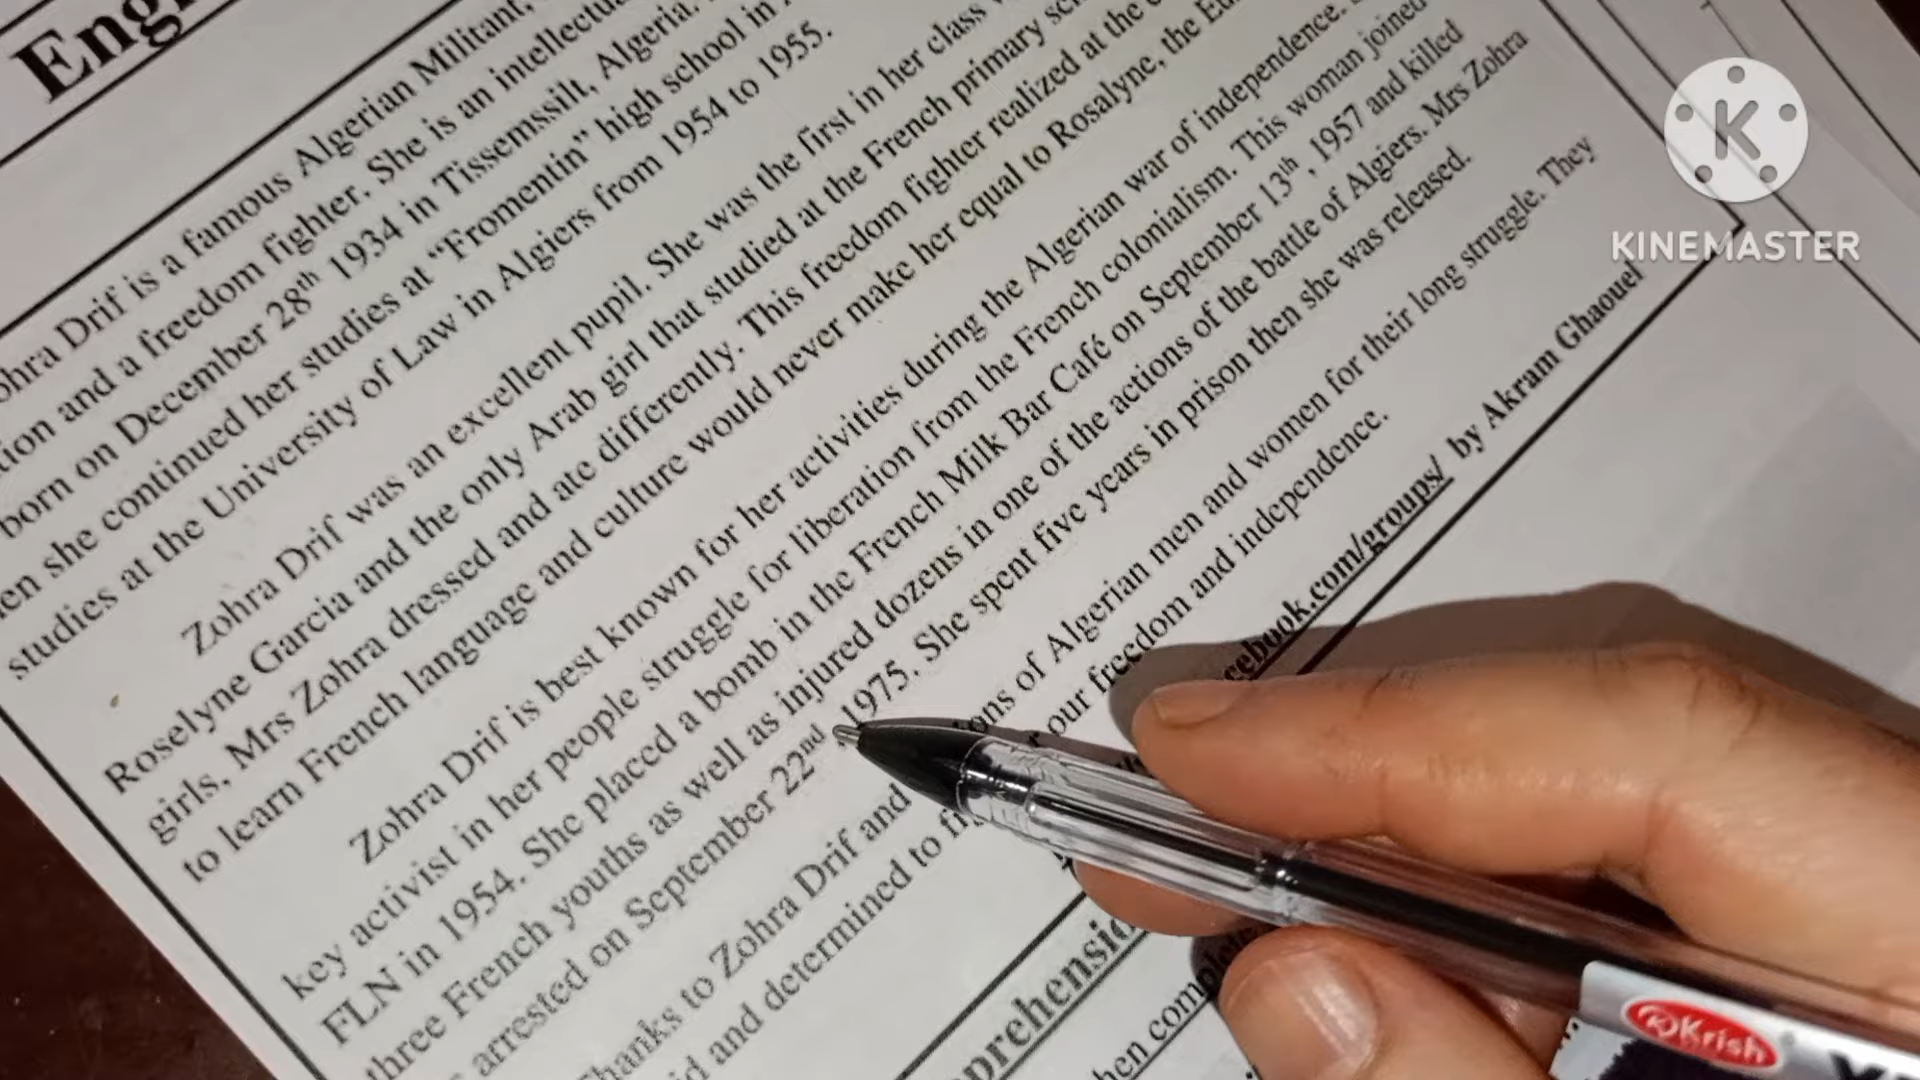 Eng
ohra Drif is a famous Algerian Militant,
tion and a freedom fighter. She is an intellectua
born on December 28th 1934 in Tissemssilt, Algeria.
en she continued her studies at “Fromentin” high school in
studies at the University of Law in Algiers from 1954 to 1955.
Zohra Drif was an excellent pupil. She was the first in her class
Roselyne Garcia and the only Arab girl that studied at the French primary sc
girls, Mrs Zohra dressed and ate differently. This freedom fighter realized at the
to learn French language and culture would never make her equal to Rosalyne, the Eu
Zohra Drif is best known for her activities during the Algerian war of independence.
key activist in her people struggle for liberation from the French colonialism. This woman joined
FLN in 1954. She placed a bomb in the French Milk Bar Café on September 13th, 1957 and killed
three French youths as well as injured dozens in one of the actions of the battle of Algiers. Mrs Zohra
arrested on September 22nd 1975. She spent five years in prison then she was released.
Thanks to Zohra Drif and ions of Algerian men and women for their long struggle. They
id and determined to fi our freedom and independence.
cebook.com/groups/ by Akram Ghaouel
prehensio
hen comple
KINEMASTER
Krish